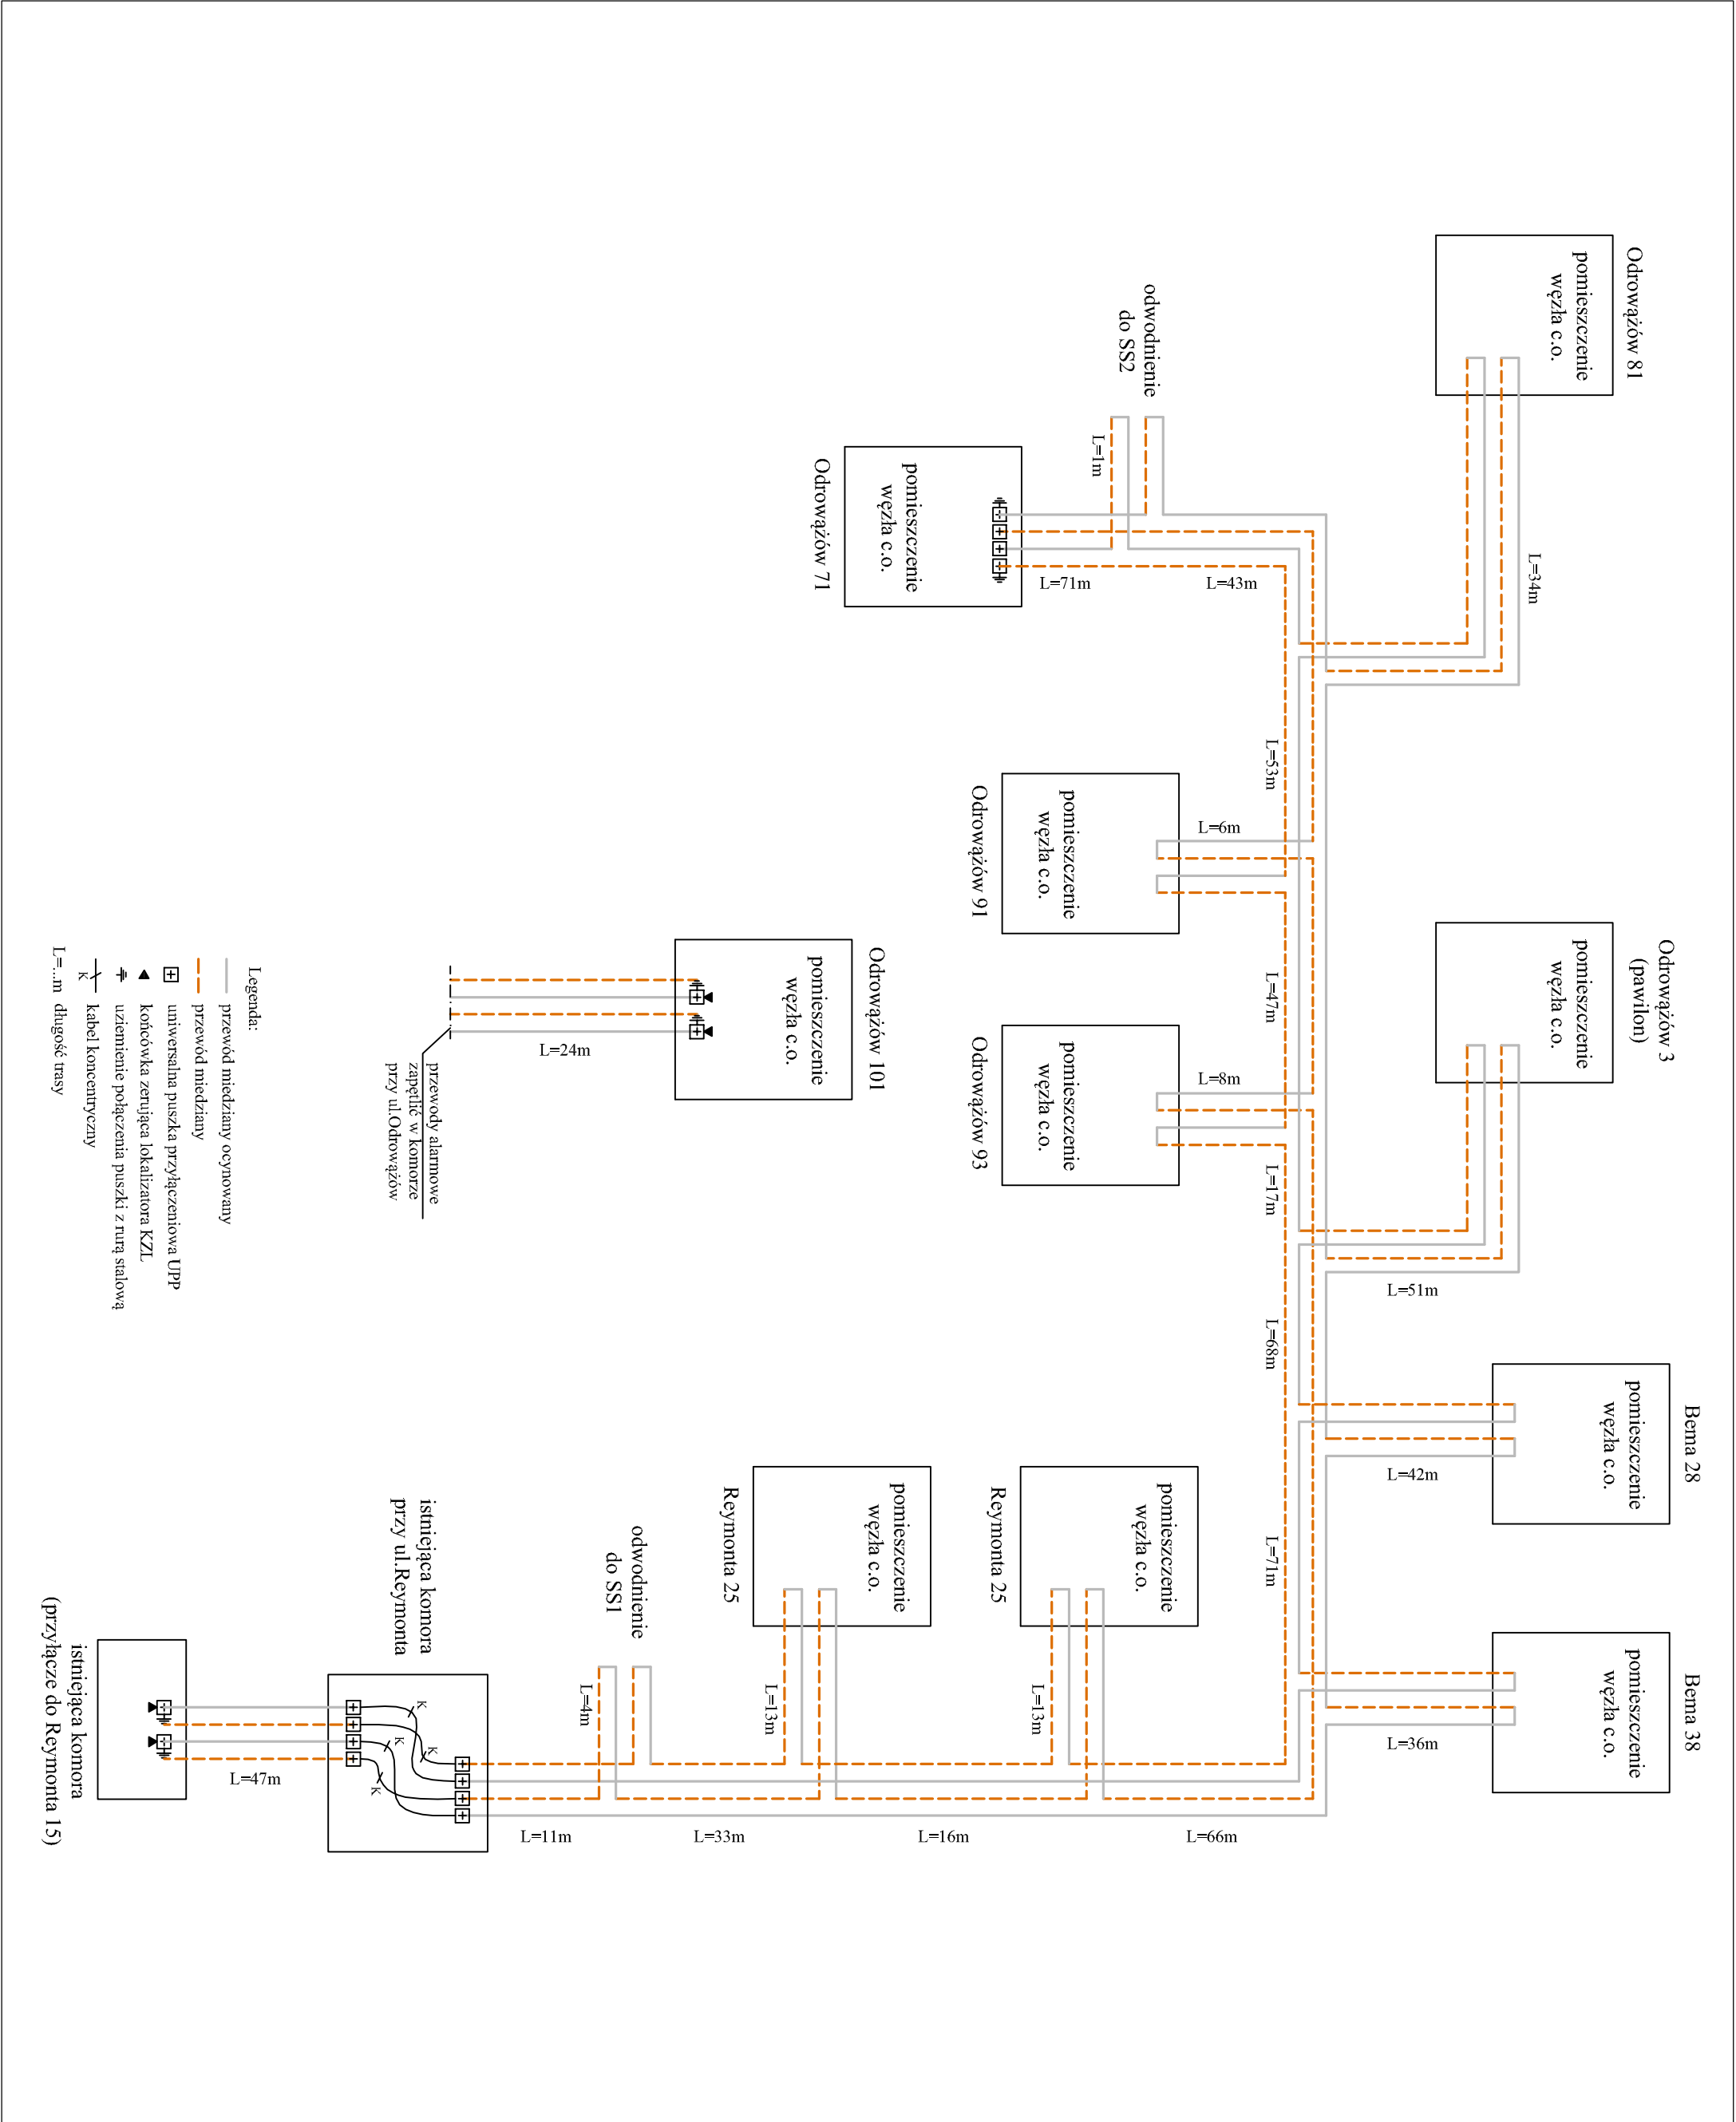 Odrowążów 81
pomieszczenie
węzła c.o.
L=34m
odwodnienie
do SS2
L=1m
pomieszczenie
węzła c.o.
Odrowążów 71
L=71m
L=43m
L=53m
Odrowążów 3
(pawilon)
pomieszczenie
węzła c.o.
L=51m
L=6m
pomieszczenie
węzła c.o.
Odrowążów 91
L=47m
L=8m
pomieszczenie
węzła c.o.
Odrowążów 93
L=17m
L=68m
Bema 28
pomieszczenie
węzła c.o.
L=42m
L=71m
Bema 38
pomieszczenie
węzła c.o.
L=36m
pomieszczenie
węzła c.o.
Reymonta 25
L=13m
L=66m
pomieszczenie
węzła c.o.
Reymonta 25
L=13m
L=16m
odwodnienie
do SS1
L=4m
L=33m
L=11m
istniejąca komora
przy ul.Reymonta
K
K
K
K
L=47m
istniejąca komora
(przyłącze do Reymonta 15)
Odrowążów 101
pomieszczenie
węzła c.o.
L=24m
przewody alarmowe
zapętlić w komorze
przy ul.Odrowążów
Legenda:
przewód miedziany ocynowany
przewód miedziany
uniwersalna puszka przyłączeniowa UPP
końcówka zerująca lokalizatora KZL
uziemienie połączenia puszki z rurą stalową
K kabel koncentryczny
L=...m długość trasy